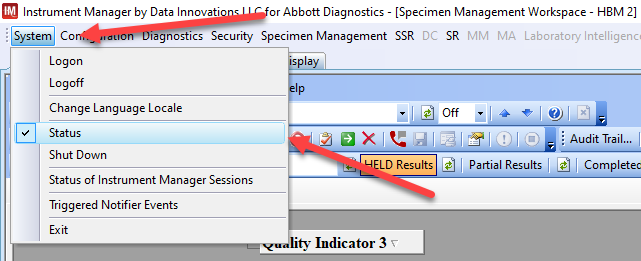 Instrument Manager by Data Innovations LLC for Abbott Diagnostics - [Specimen Management Workspace - HBM 2]
System Configuration Diagnostics Security Specimen Management SSR DC SR MM MA Laboratory Intelligence
Logon
Logoff
Change Language Locale
Status
Shut Down
Status of Instrument Manager Sessions
Triggered Notifier Events
Exit
isplay
elp
Off
Audit Trail...
HELD Results Partial Results Completed
Quality Indicator 3